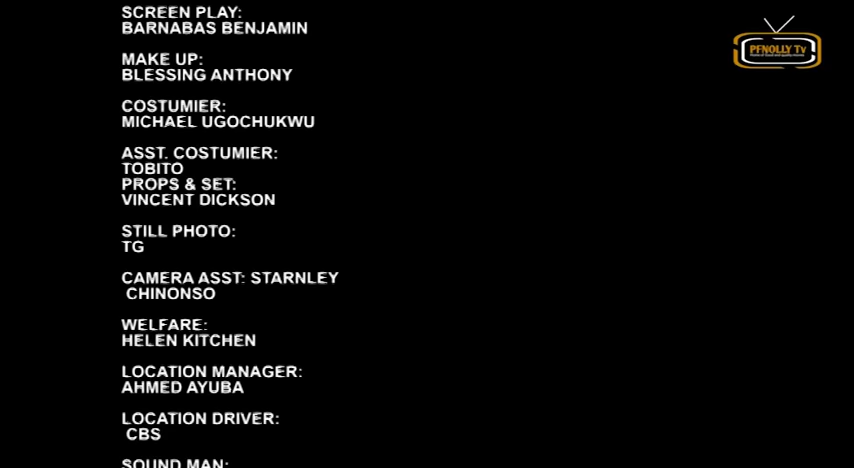 SCREEN PLAY:
BARNABAS BENJAMIN
PFNOLLY Tv
MAKE UP:
BLESSING ANTHONY
COSTUMIER:
MICHAEL UGOCHUKWU
ASST. COSTUMIER:
TOBITO
PROPS & SET:
VINCENT DICKSON
STILL PHOTO:
TG
CAMERA ASST: STARNLEY
CHINONSO
WELFARE:
HELEN KITCHEN
LOCATION MANAGER:
AHMED AYUBA
LOCATION DRIVER:
CBS
SOUND MAN: